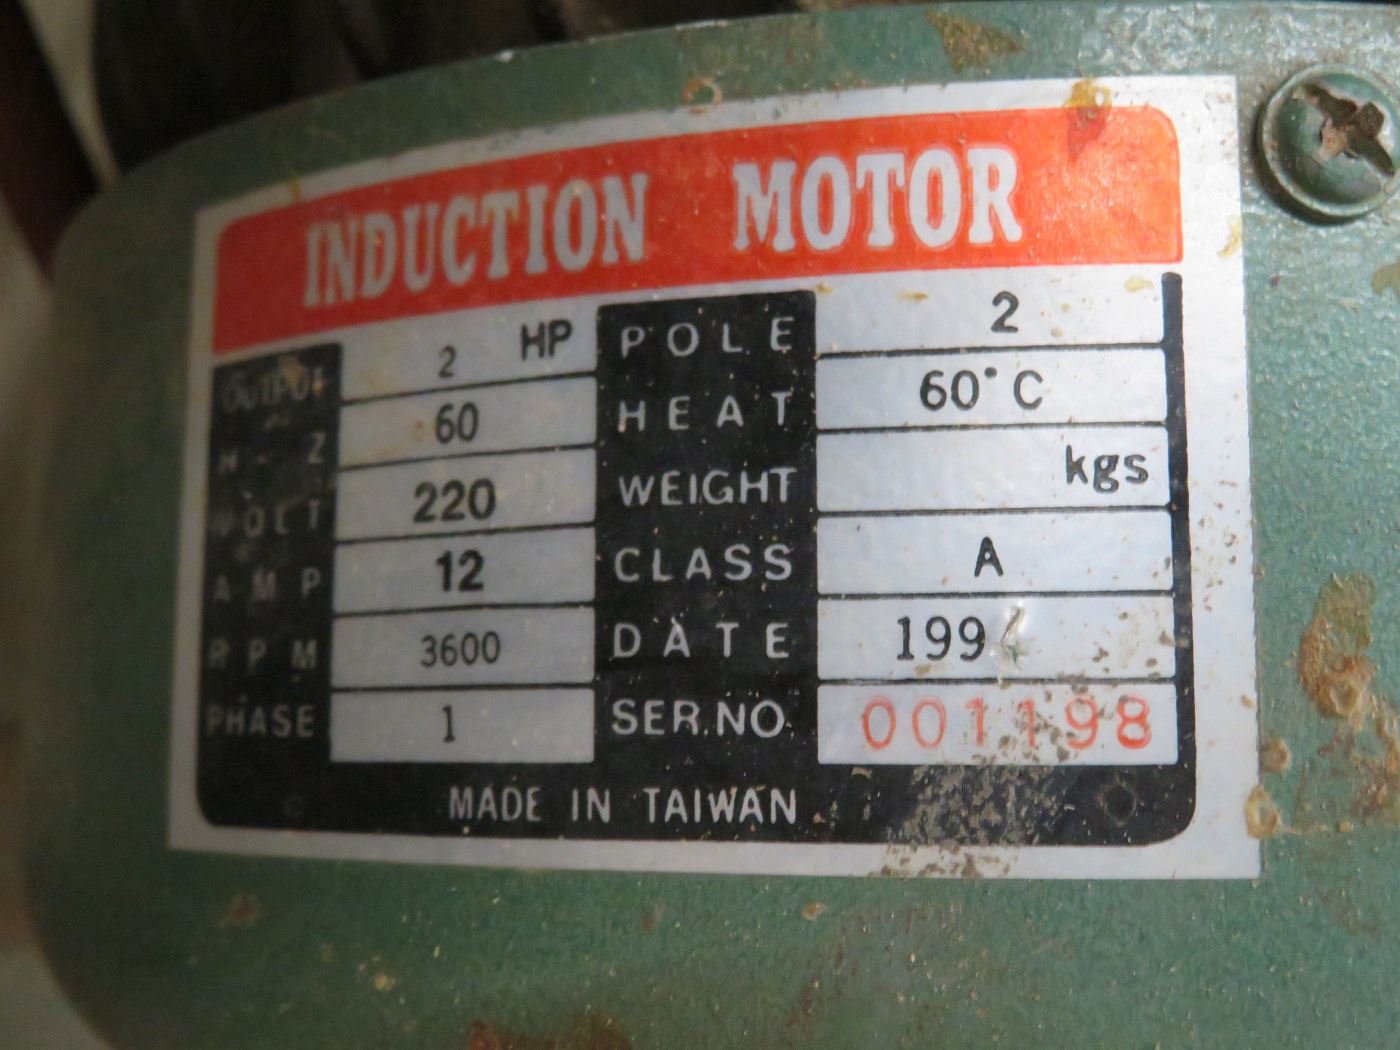 INDUCTION MOTOR
OUTPUT 2 HP POLE 2
H-Z 60 HEAT 60°C
VOLT 220 WEIGHT kgs
AMP 12 CLASS A
RPM 3600 DATE 199
PHASE 1 SER.NO. 001198
MADE IN TAIWAN